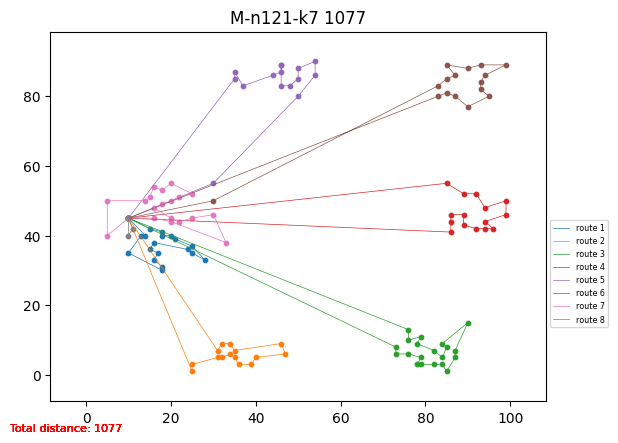 M-n121-k7 1077
80
60
40
20
0
0 20 40 60 80 100
route 1
route 2
route 3
route 4
route 5
route 6
route 7
route 8
Total distance: 1077